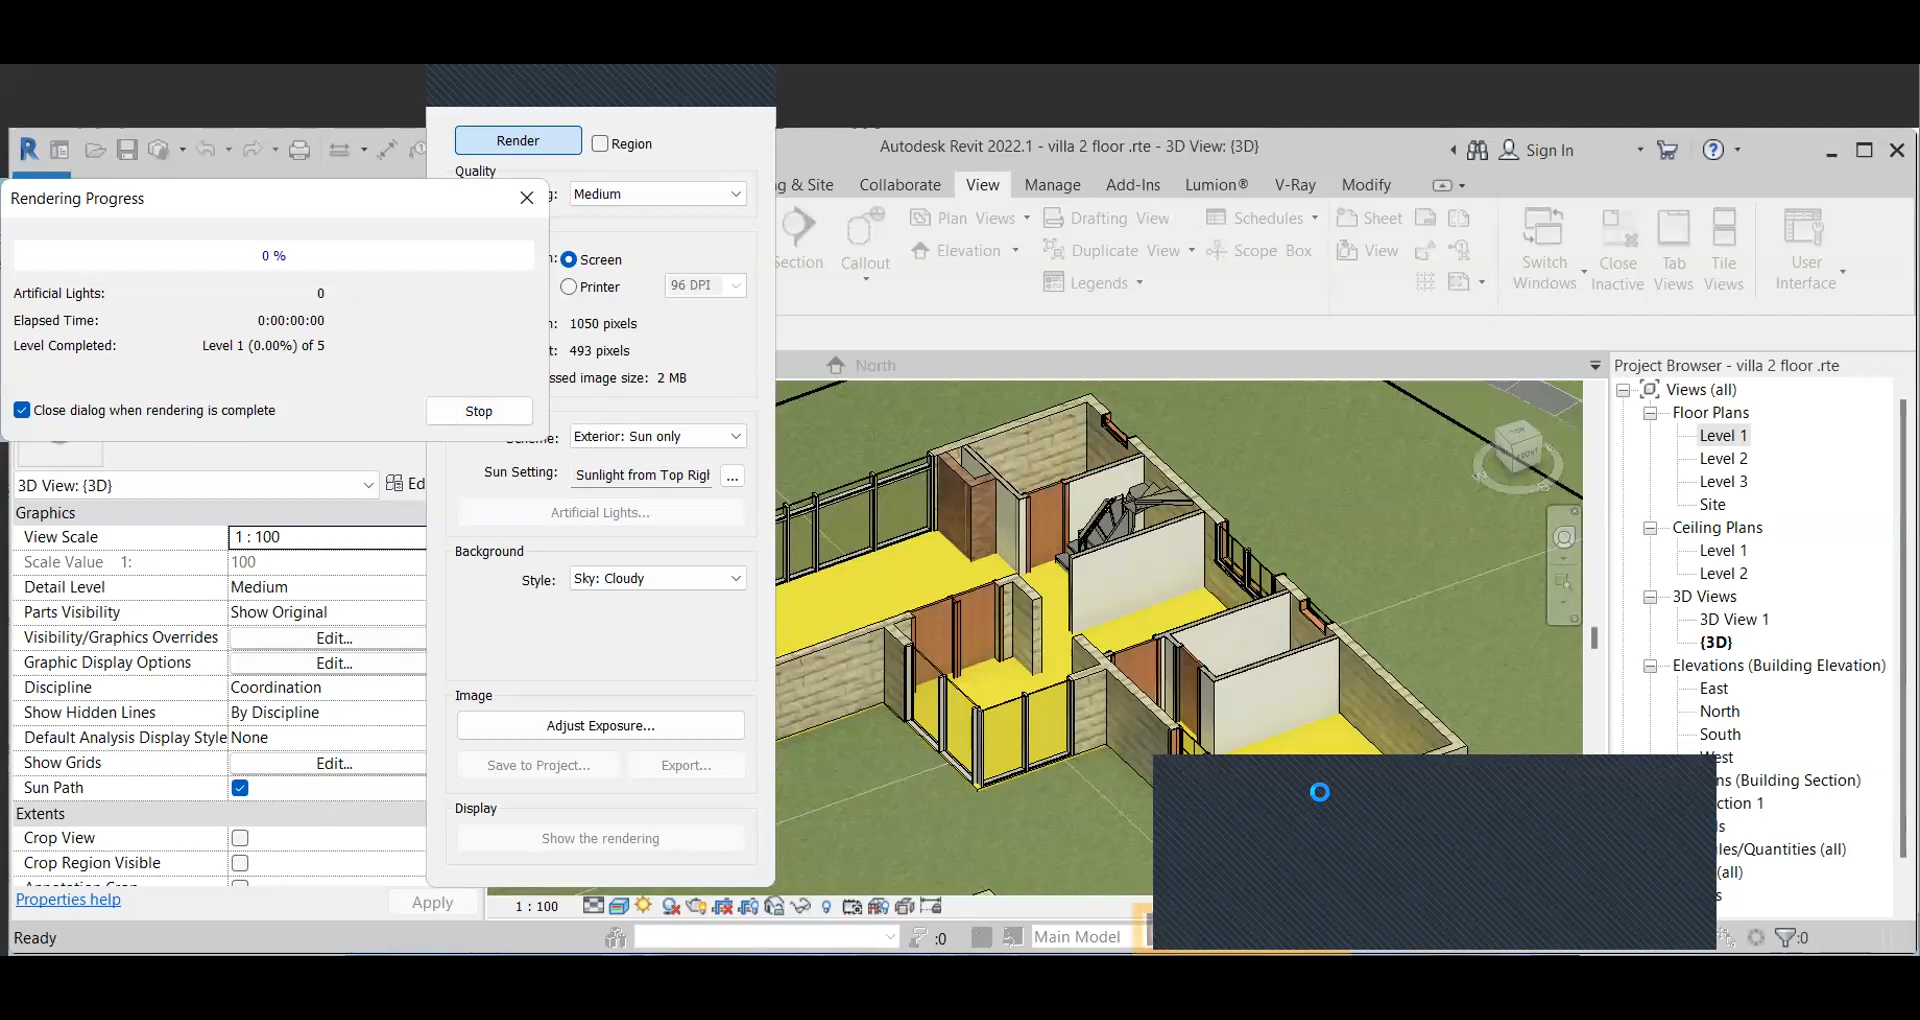 Autodesk Revit 2022.1 - villa 2 floor .rte - 3D View: {3D}
Sign In
Collaborate View Manage Add-Ins Lumion® V-Ray Modify
Plan Views Drafting View Schedules Sheet
Elevation Duplicate View Scope Box View
Legends
Section
Callout
Switch Windows
Close Inactive
Tab Views
Tile Views
User Interface
Rendering Progress
0 %
Artificial Lights: 0
Elapsed Time: 0:00:00:00
Level Completed: Level 1 (0.00%) of 5
Close dialog when rendering is complete
Stop
Render
Region
Quality
Medium
Screen
Printer
96 DPI
1050 pixels
493 pixels
image size: 2 MB
Exterior: Sun only
Sun Setting: Sunlight from Top Righ ...
Artificial Lights...
Background
Style: Sky: Cloudy
Image
Adjust Exposure...
Save to Project... Export...
Display
Show the rendering
3D View: {3D}
Graphics
View Scale 1 : 100
Scale Value 1: 100
Detail Level Medium
Parts Visibility Show Original
Visibility/Graphics Overrides Edit...
Graphic Display Options Edit...
Discipline Coordination
Show Hidden Lines By Discipline
Default Analysis Display Style None
Show Grids Edit...
Sun Path
Extents
Crop View
Crop Region Visible
Properties help
Apply
North
TOP
FRONT
1 : 100
Ready
:0
Main Model
:0
Project Browser - villa 2 floor .rte
Views (all)
Floor Plans
Level 1
Level 2
Level 3
Site
Ceiling Plans
Level 1
Level 2
3D Views
3D View 1
{3D}
Elevations (Building Elevation)
East
North
South
West
(Building Section)
1
(all)
(all)